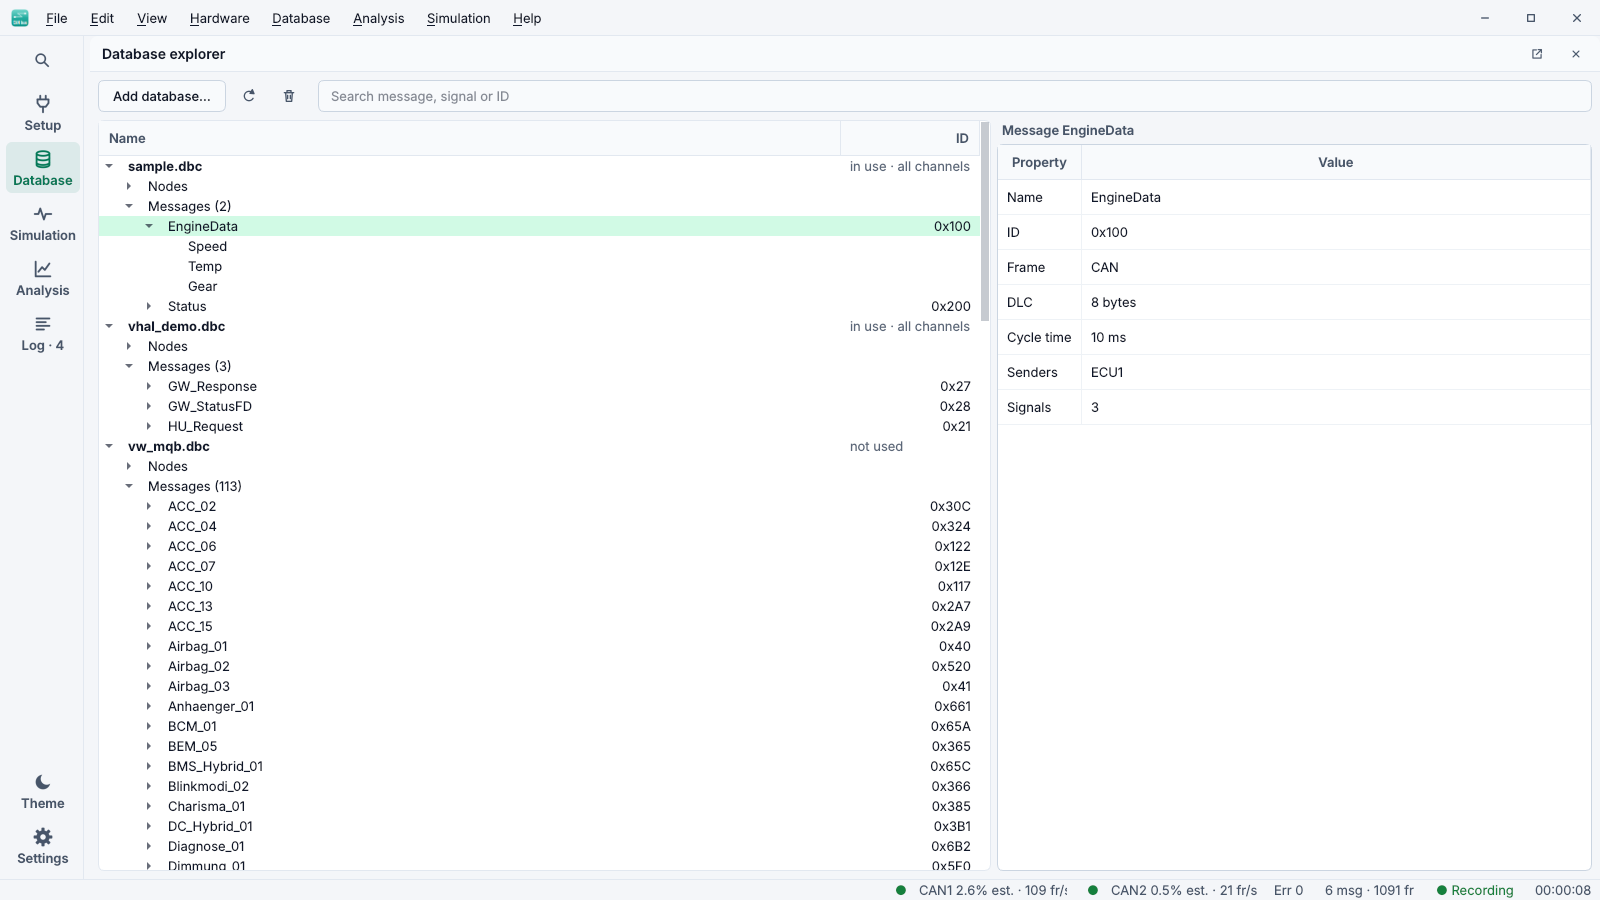 File Edit View Hardware Database Analysis Simulation Help
Database explorer
Setup
Database
Simulation
Analysis
Log · 4
Theme
Settings
Add database...
Search message, signal or ID
Name ID
sample.dbc in use · all channels
Nodes
Messages (2)
EngineData 0x100
Speed
Temp
Gear
Status 0x200
vhal_demo.dbc in use · all channels
Nodes
Messages (3)
GW_Response 0x27
GW_StatusFD 0x28
HU_Request 0x21
vw_mqb.dbc not used
Nodes
Messages (113)
ACC_02 0x30C
ACC_04 0x324
ACC_06 0x122
ACC_07 0x12E
ACC_10 0x117
ACC_13 0x2A7
ACC_15 0x2A9
Airbag_01 0x40
Airbag_02 0x520
Airbag_03 0x41
Anhaenger_01 0x661
BCM_01 0x65A
BEM_05 0x365
BMS_Hybrid_01 0x65C
Blinkmodi_02 0x366
Charisma_01 0x385
DC_Hybrid_01 0x3B1
Diagnose_01 0x6B2
Dimmung_01 0x5F0
Message EngineData
Property Value
Name EngineData
ID 0x100
Frame CAN
DLC 8 bytes
Cycle time 10 ms
Senders ECU1
Signals 3
CAN1 2.6% est. · 109 fr/s CAN2 0.5% est. · 21 fr/s Err 0 6 msg · 1091 fr Recording 00:00:08